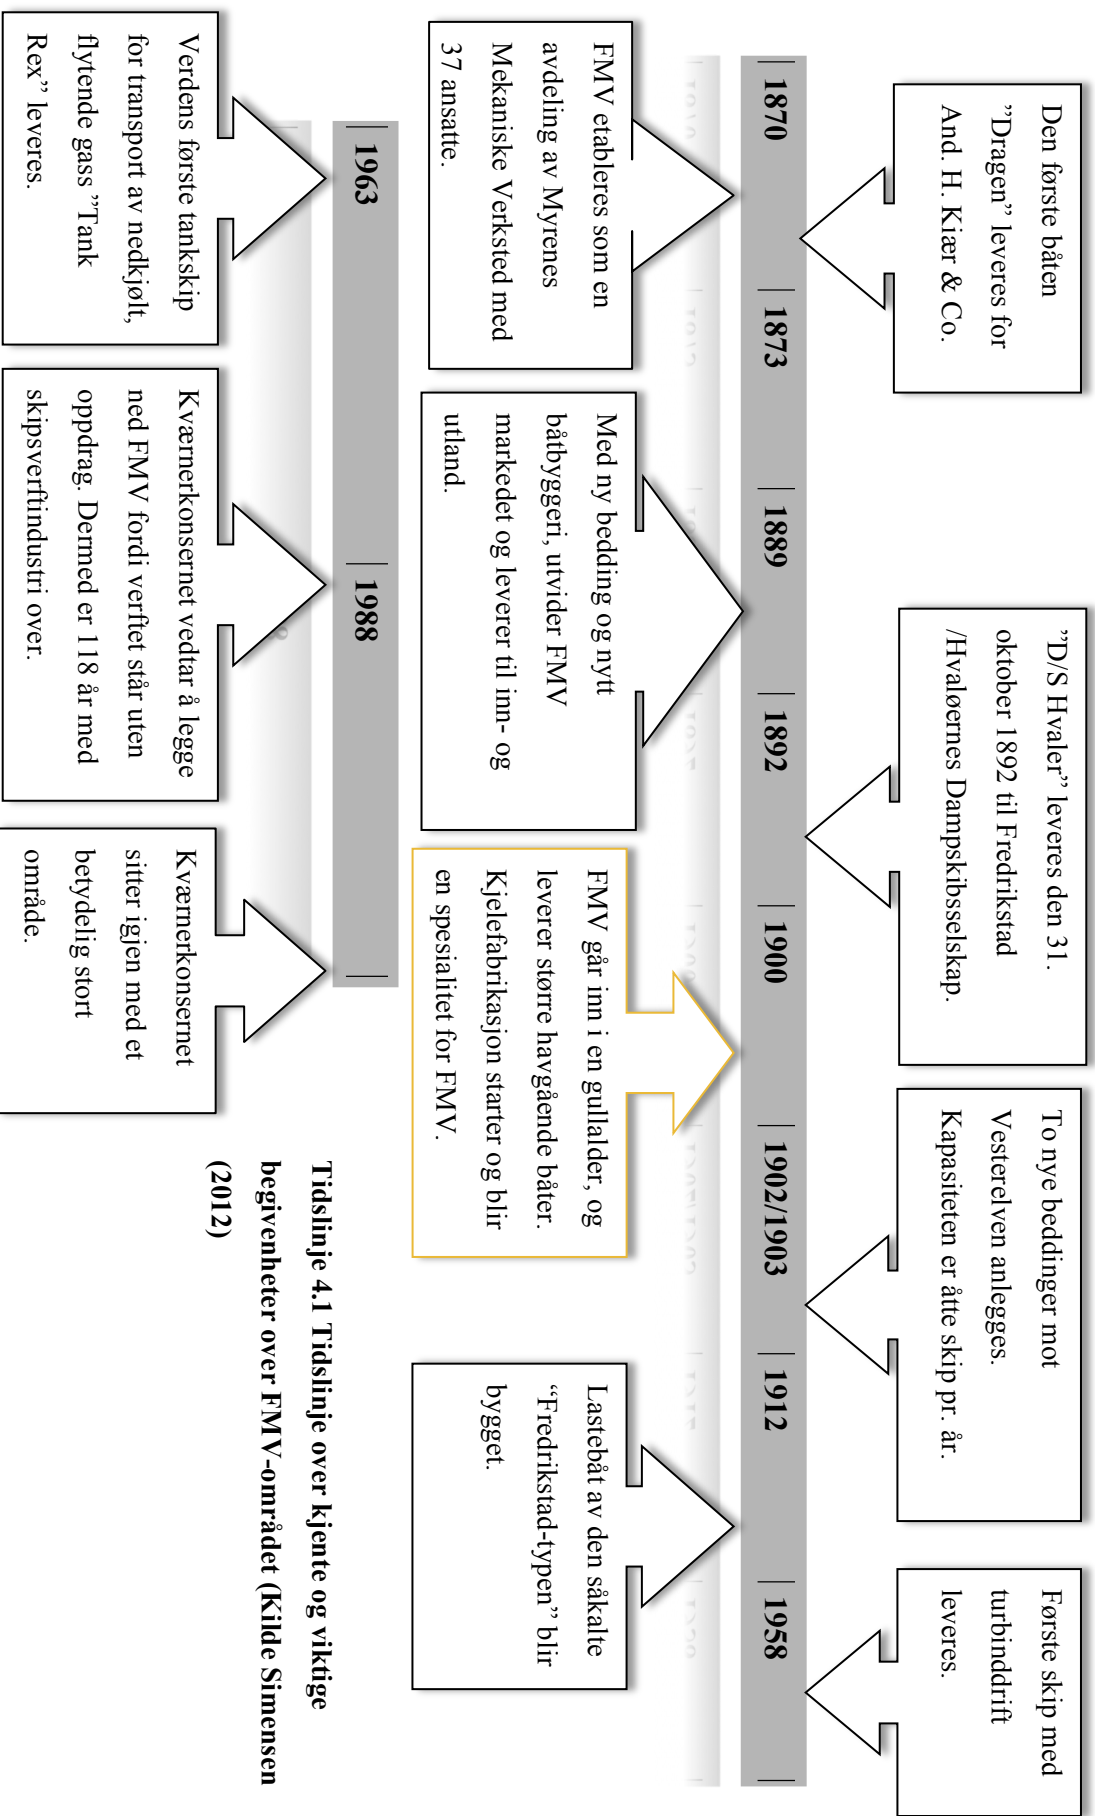 Den første båten
”Dragen” leveres for
And. H. Kiær & Co.
”D/S Hvaler” leveres den 31.
oktober 1892 til Fredrikstad
/Hvaløernes Dampskibsselskap.
To nye beddinger mot
Vesterelven anlegges.
Kapasiteten er åtte skip pr. år.
Første skip med
turbinddrift
leveres.
1870
1873
1889
1892
1900
1902/1903
1912
1958
FMV etableres som en
avdeling av Myrenes
Mekaniske Verksted med
37 ansatte.
Med ny bedding og nytt
båtbyggeri, utvider FMV
markedet og leverer til inn- og
utland.
FMV går inn i en gullalder, og
leverer større havgående båter.
Kjelefabrikasjon starter og blir
en spesialitet for FMV.
Lastebåt av den såkalte
“Fredrikstad-typen” blir
bygget.
1963
1988
Verdens første tankskip
for transport av nedkjølt,
flytende gass ”Tank
Rex” leveres.
Kværnerkonsernet vedtar å legge
ned FMV fordi verftet står uten
oppdrag. Dermed er 118 år med
skipsverftindustri over.
Kværnerkonsernet
sitter igjen med et
betydelig stort
område.
Tidslinje 4.1 Tidslinje over kjente og viktige
begivenheter over FMV-området (Kilde Simensen
(2012)